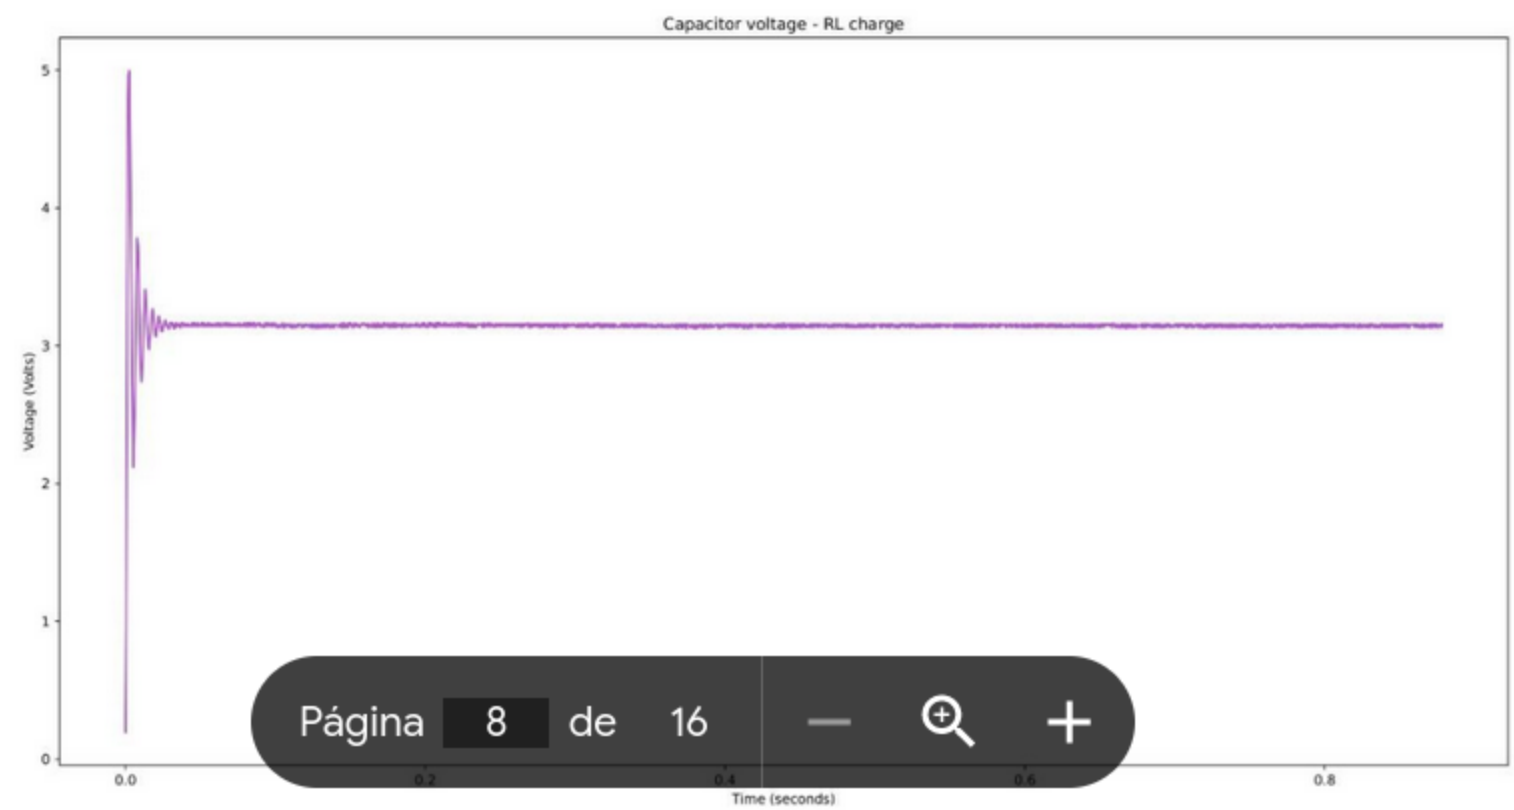 Capacitor voltage - RL charge
5
4
3
2
1
0
Voltage (Volts)
Página 8 de 16
0.0 0.2 0.4 0.6 0.8
Time (seconds)